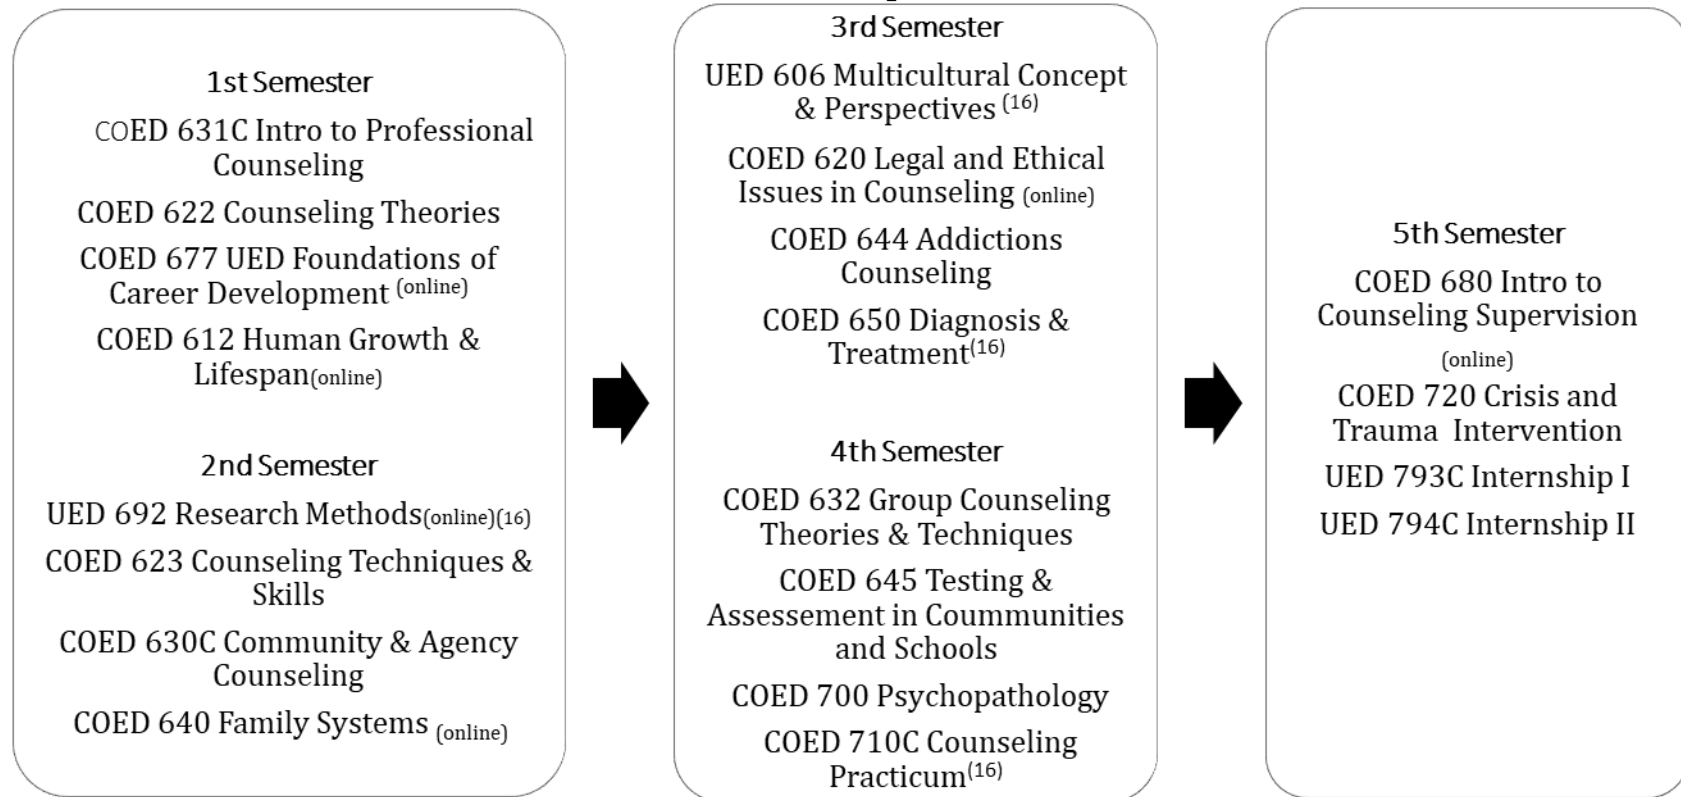 1st Semester
COED 631C Intro to Professional
Counseling
COED 622 Counseling Theories
COED 677 UED Foundations of
Career Development (online)
COED 612 Human Growth &
Lifespan(online)
2nd Semester
UED 692 Research Methods(online)(16)
COED 623 Counseling Techniques &
Skills
COED 630C Community & Agency
Counseling
COED 640 Family Systems (online)
3rd Semester
UED 606 Multicultural Concept
& Perspectives (16)
COED 620 Legal and Ethical
Issues in Counseling (online)
COED 644 Addictions
Counseling
COED 650 Diagnosis &
Treatment(16)
4th Semester
COED 632 Group Counseling
Theories & Techniques
COED 645 Testing &
Assessement in Coummunities
and Schools
COED 700 Psychopathology
COED 710C Counseling
Practicum(16)
5th Semester
COED 680 Intro to
Counseling Supervision
(online)
COED 720 Crisis and
Trauma Intervention
UED 793C Internship I
UED 794C Internship II